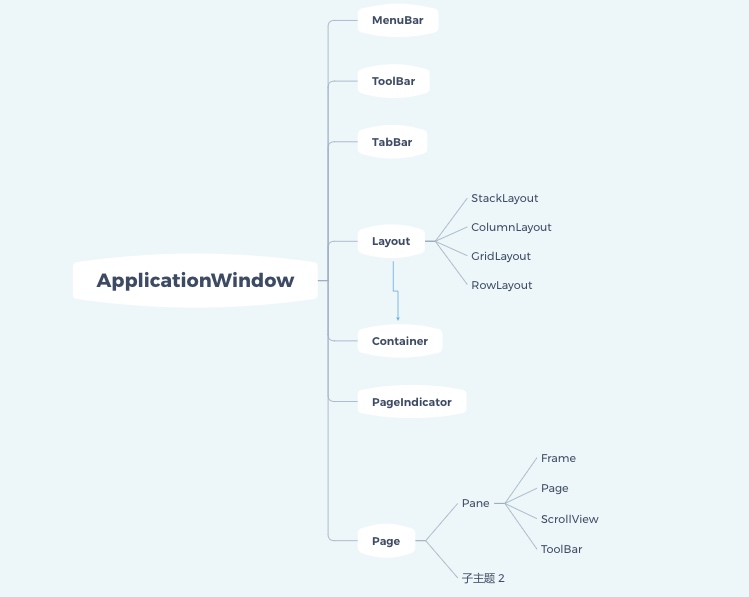 ApplicationWindow
MenuBar
ToolBar
TabBar
Layout
StackLayout
ColumnLayout
GridLayout
RowLayout
Container
PageIndicator
Page
Pane
Frame
Page
ScrollView
ToolBar
子主题 2